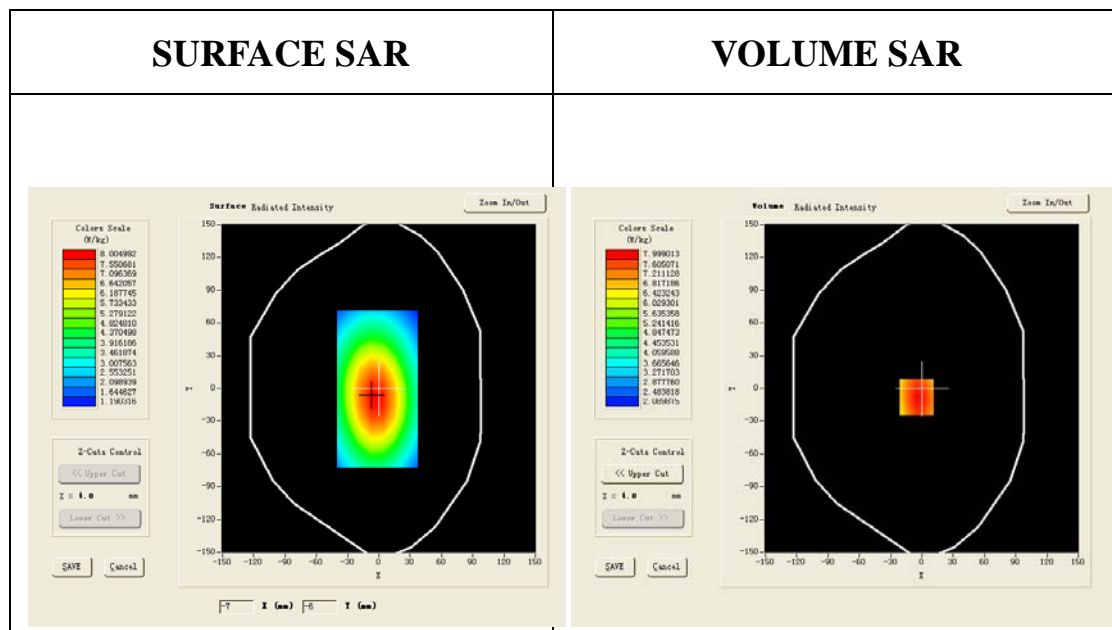 SURFACE SAR
VOLUME SAR
Surface Radiated Intensity
Zoom In/Out
Colors Scale
(W/kg)
8.004992
7.550681
7.096369
6.642057
6.187745
5.733433
5.279122
4.824810
4.370498
3.916186
3.461874
3.007563
2.553251
2.098939
1.644627
1.190316
Z-Cuts Control
<< Upper Cut
Z = 4.0 mm
Lower Cut >>
SAVE
Cancel
150
120
90
60
30
0
-30
-60
-90
-120
-150
Y
-150 -120 -90 -60 -30 0 30 60 90 120 150
X
-7 X (mm) -6 Y (mm)
Volume Radiated Intensity
Zoom In/Out
Colors Scale
(W/kg)
7.999013
7.605071
7.211128
6.817186
6.423243
6.029301
5.635358
5.241416
4.847473
4.453531
4.059588
3.665646
3.271703
2.877760
2.483818
2.089875
Z-Cuts Control
<< Upper Cut
Z = 4.0 mm
Lower Cut >>
SAVE
Cancel
150
120
90
60
30
0
-30
-60
-90
-120
-150
Y
-150 -120 -90 -60 -30 0 30 60 90 120 150
X